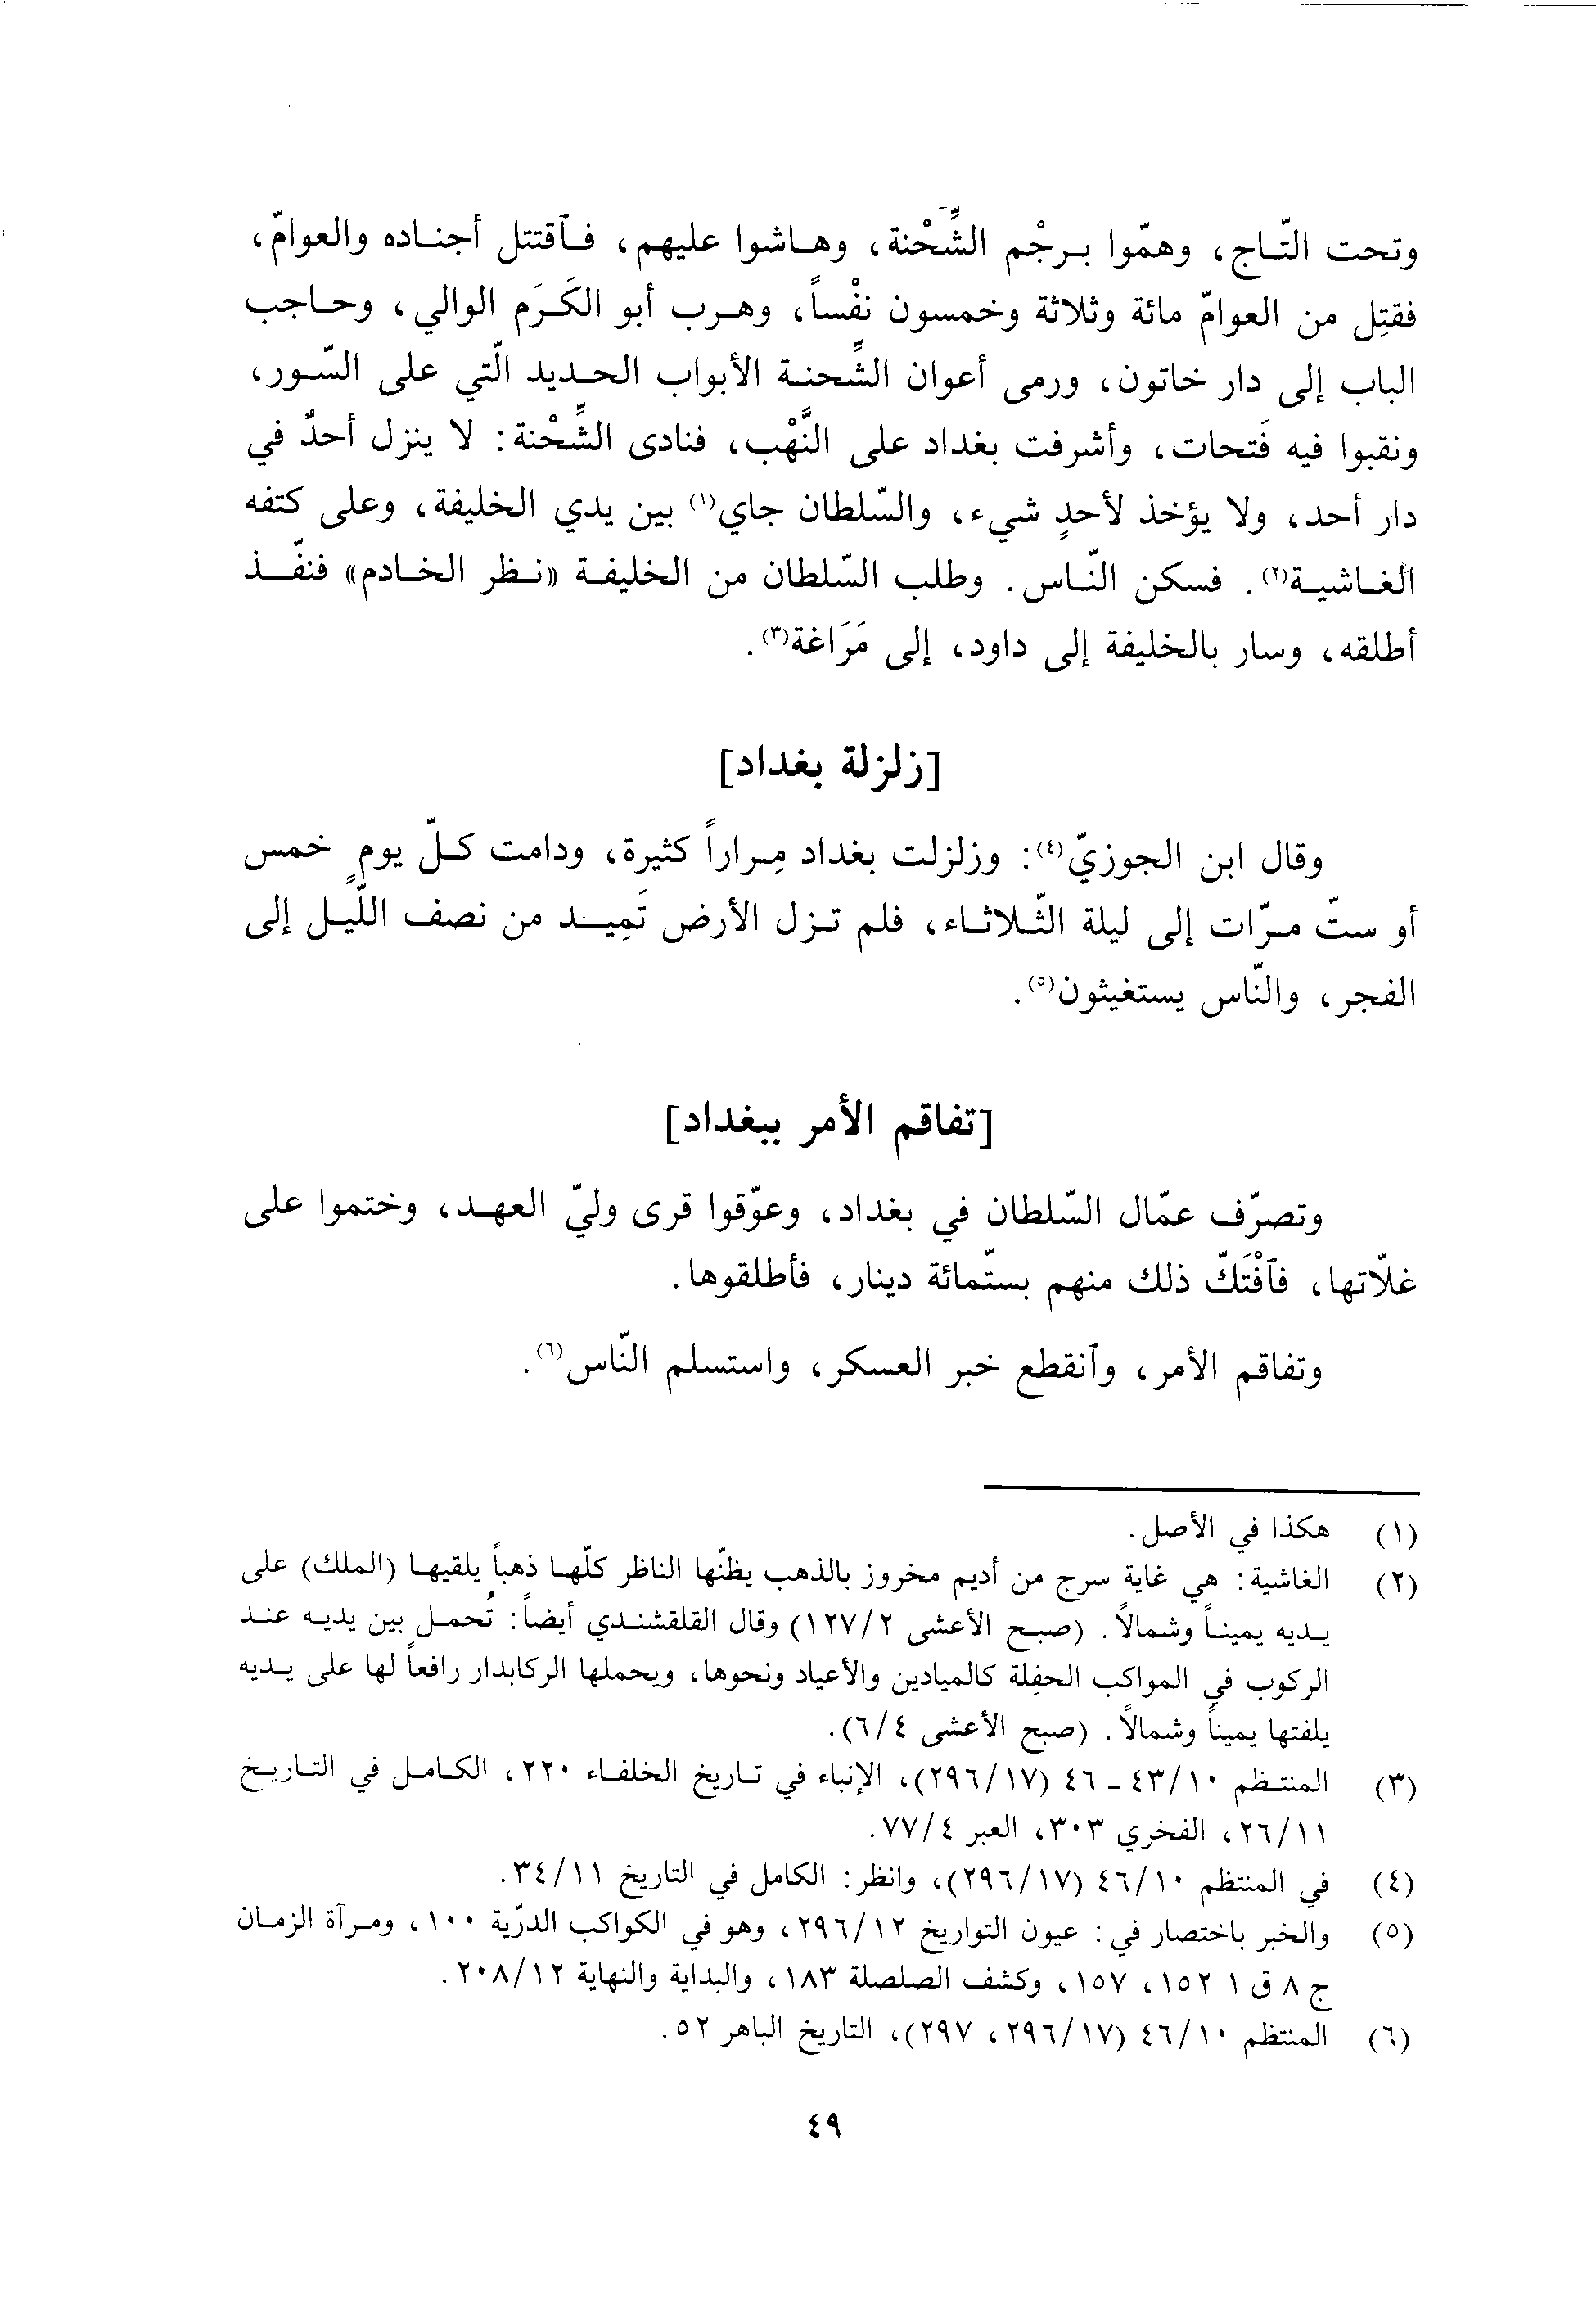 وتحت التّاج، وهمّوا برجْم الشِّحْنة، وهاشوا عليهم، فٱقتتل أجناده والعوامّ،
فقتِل من العوامّ مائة وثلاثة وخمسون نفْساً، وهرب أبو الكَرَم الوالي، وحاجب
الباب إلى دار خاتون، ورمى أعوان الشِّحنة الأبواب الحديد الّتي على السّور،
ونقبوا فيه فَتحات، وأشرفت بغداد على النَّهْب، فنادى الشِّحْنة: لا ينزل أحدٌ في
دار أحد، ولا يؤخذ لأحدٍ شيء، والسّلطان جاي(١) بين يدي الخليفة، وعلى كتفه
الغاشية(٢). فسكن النّاس. وطلب السّلطان من الخليفة «نظر الخادم» فنفّذ
أطلقه، وسار بالخليفة إلى داود، إلى مَرَاغة(٣).
[زلزلة بغداد]
وقال ابن الجوزيّ(٤): وزلزلت بغداد مِراراً كثيرة، ودامت كلّ يومٍ خمس
أو ستّ مرّات إلى ليلة الثّلاثاء، فلم تزل الأرض تَمِيد من نصف اللّيل إلى
الفجر، والنّاس يستغيثون(٥).
[تفاقم الأمر ببغداد]
وتصرّف عمّال السّلطان في بغداد، وعوّقوا قرى وليّ العهد، وختموا على
غلّاتها، فٱفْتَكّ ذلك منهم بستّمائة دينار، فأطلقوها.
وتفاقم الأمر، وٱنقطع خبر العسكر، واستسلم النّاس(٦).
(١) هكذا في الأصل.
(٢) الغاشية: هي غاية سرج من أديم مخروز بالذهب يظنّها الناظر كلّها ذهباً يلقيها (الملك) على
يديه يميناً وشمالاً. (صبح الأعشى ١٢٧/٢) وقال القلقشندي أيضاً: تُحمل بين يديه عند
الركوب في المواكب الحفِلة كالميادين والأعياد ونحوها، ويحملها الركابدار رافعاً لها على يديه
يلفتها يميناً وشمالاً. (صبح الأعشى ٦/٤).
(٣) المنتظم ٤٣/١٠ - ٤٦ (٢٩٦/١٧)، الإنباء في تاريخ الخلفاء ٢٢٠، الكامل في التاريخ
٢٦/١١، الفخري ٣٠٣، العبر ٧٧/٤.
(٤) في المنتظم ٤٦/١٠ (٢٩٦/١٧)، وانظر: الكامل في التاريخ ٣٤/١١.
(٥) والخبر باختصار في: عيون التواريخ ٢٩٦/١٢، وهو في الكواكب الدرّية ١٠٠، ومرآة الزمان
ج ٨ ق ١ ١٥٢، ١٥٧، وكشف الصلصلة ١٨٣، والبداية والنهاية ٢٠٨/١٢.
(٦) المنتظم ٤٦/١٠ (٢٩٦/١٧، ٢٩٧)، التاريخ الباهر ٥٢.
٤٩